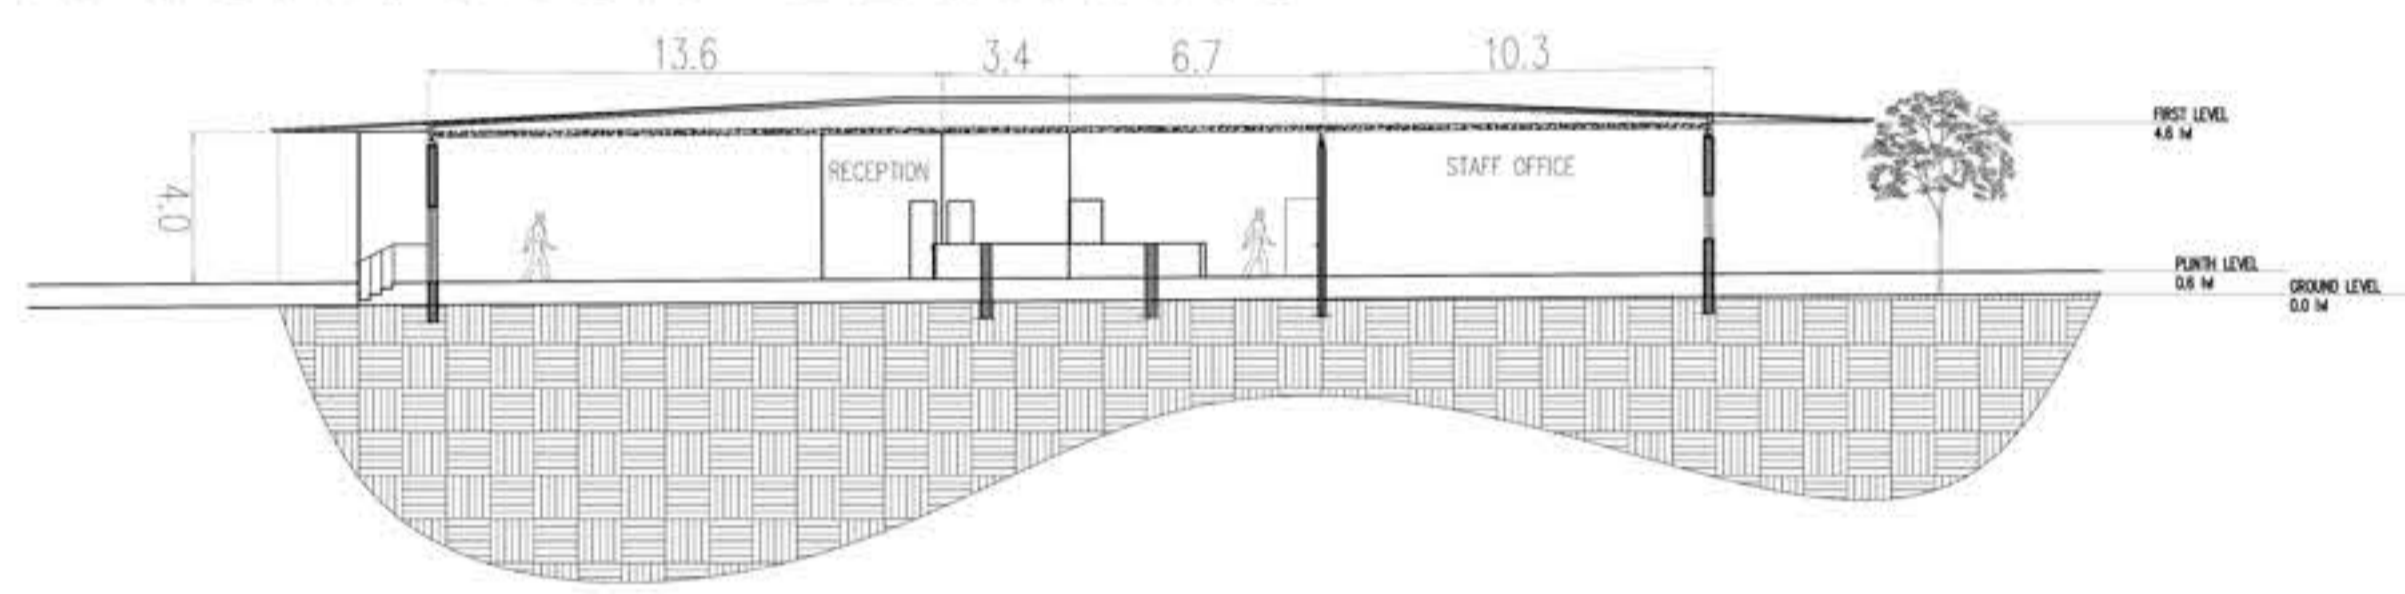 13.6
3.4
6.7
10.3
FIRST LEVEL
4.6 M
RECEPTION
STAFF OFFICE
4.0
PLINTH LEVEL
0.6 M
GROUND LEVEL
0.0 M